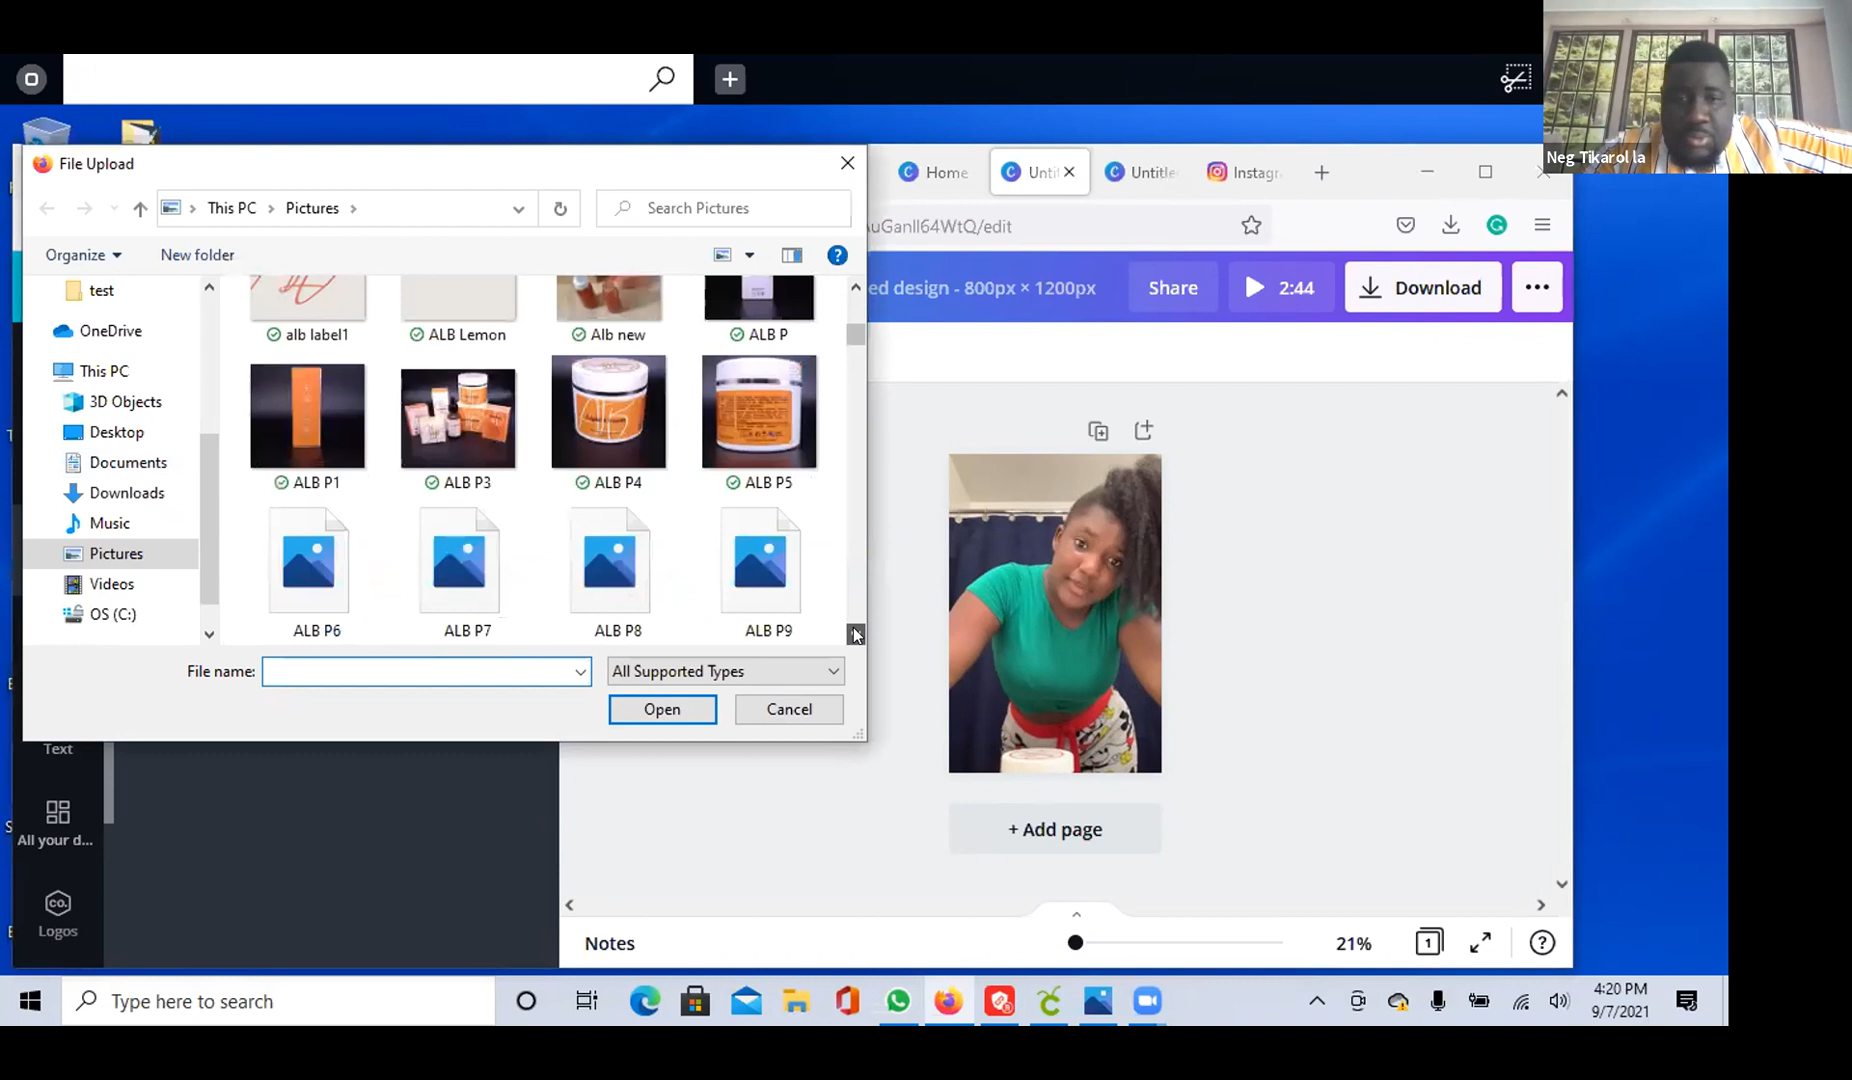 Neg Tikarol la
File Upload
Home
Untit
Untitle
Instagr
This PC
Pictures
Search Pictures
uGanll64WtQ/edit
Organize
New folder
ed design - 800px × 1200px
Share
2:44
Download
test
OneDrive
This PC
3D Objects
Desktop
Documents
Downloads
Music
Pictures
Videos
OS (C:)
alb label1
ALB Lemon
Alb new
ALB P
ALB P1
ALB P3
ALB P4
ALB P5
ALB P6
ALB P7
ALB P8
ALB P9
File name:
All Supported Types
Open
Cancel
Text
All your d...
co.
Logos
+ Add page
Notes
21%
1
Type here to search
4:20 PM
9/7/2021